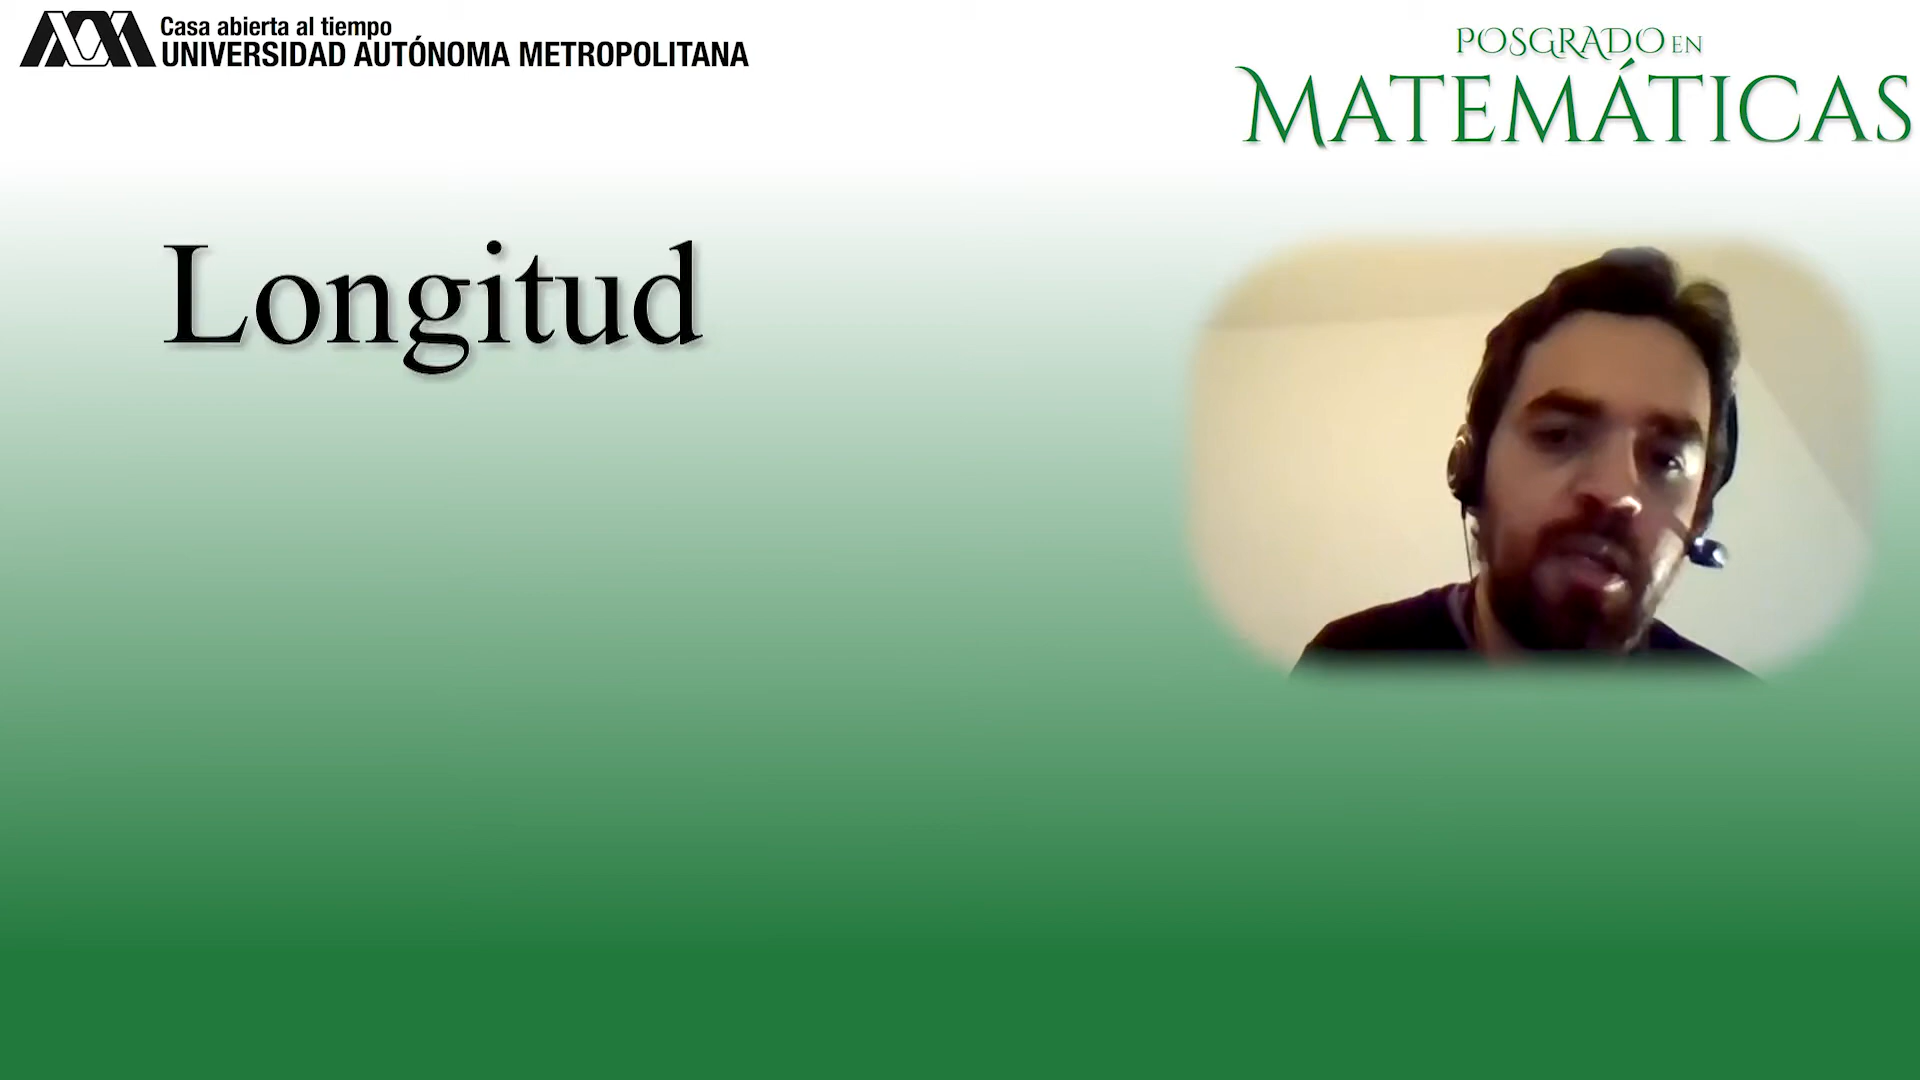 Casa abierta al tiempo
UNIVERSIDAD AUTÓNOMA METROPOLITANA
POSGRADO EN
MATEMÁTICAS
Longitud